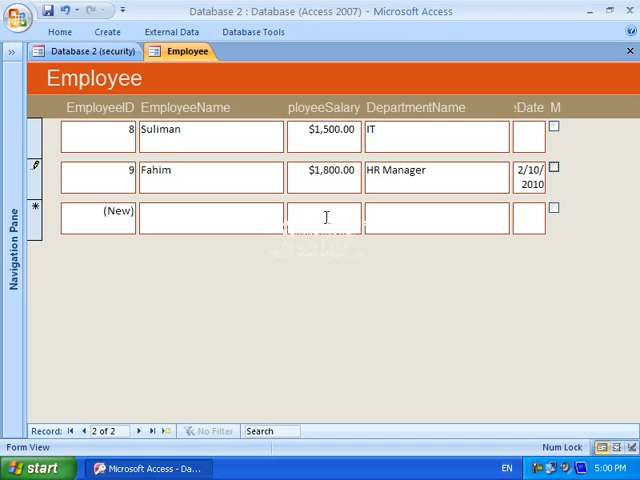 Database 2 : Database (Access 2007) - Microsoft Access
Home Create External Data Database Tools
Database 2 (security) Employee
Employee
EmployeeID EmployeeName ployeeSalary DepartmentName Date M
8 Suliman $1,500.00 IT
9 Fahim $1,800.00 HR Manager 2/10/
2010
(New)
Navigation Pane
Record: 2 of 2 No Filter Search
Form View Num Lock
start Microsoft Access - Da... EN 5:00 PM